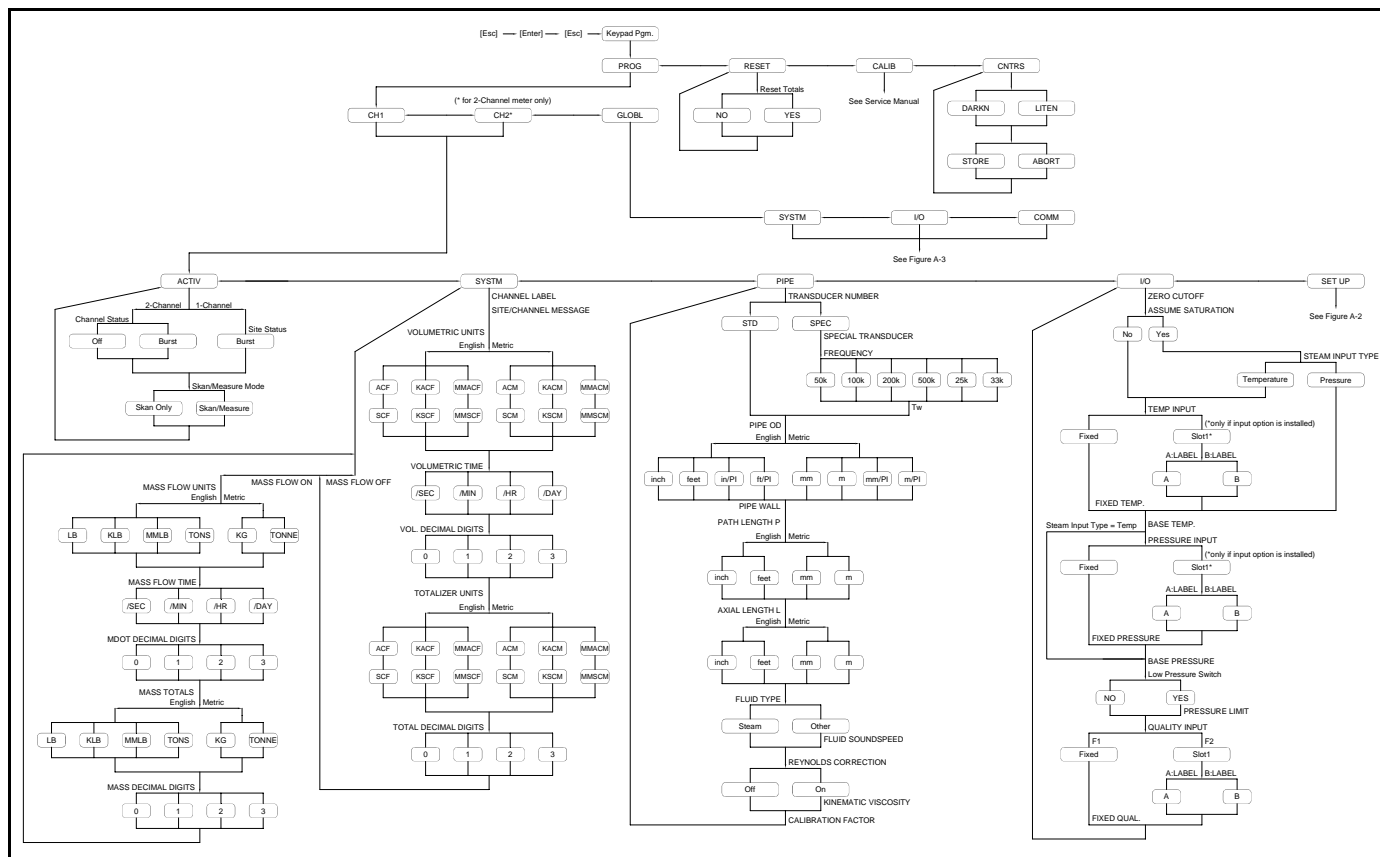 [Esc] [Enter] [Esc] Keypad Pgm.
PROG RESET CALIB CNTRS
Reset Totals
See Service Manual
(* for 2-Channel meter only)
NO YES
DARKN LITEN
CH1 CH2* GLOBL
STORE ABORT
SYSTM I/O COMM
See Figure A-3
ACTIV SYSTM PIPE I/O SET UP
See Figure A-2
2-Channel 1-Channel
Channel Status
Site Status
Off Burst Burst
Skan/Measure Mode
Skan Only Skan/Measure
MASS FLOW ON
MASS FLOW OFF
MASS FLOW UNITS
English Metric
LB KLB MMLB TONS KG TONNE
MASS FLOW TIME
/SEC /MIN /HR /DAY
MDOT DECIMAL DIGITS
0 1 2 3
MASS TOTALS
English Metric
LB KLB MMLB TONS KG TONNE
MASS DECIMAL DIGITS
0 1 2 3
CHANNEL LABEL
SITE/CHANNEL MESSAGE
VOLUMETRIC UNITS
English Metric
ACF KACF MMACF ACM KACM MMACM
SCF KSCF MMSCF SCM KSCM MMSCM
VOLUMETRIC TIME
/SEC /MIN /HR /DAY
VOL. DECIMAL DIGITS
0 1 2 3
TOTALIZER UNITS
English Metric
ACF KACF MMACF ACM KACM MMACM
SCF KSCF MMSCF SCM KSCM MMSCM
TOTAL DECIMAL DIGITS
0 1 2 3
TRANSDUCER NUMBER
STD SPEC
SPECIAL TRANSDUCER
FREQUENCY
50k 100k 200k 500k 25k 33k
Tw
PIPE OD
English Metric
inch feet in/PI ft/PI mm m mm/PI m/PI
PIPE WALL
PATH LENGTH P
English Metric
inch feet mm m
AXIAL LENGTH L
English Metric
inch feet mm m
FLUID TYPE
Steam Other
FLUID SOUNDSPEED
REYNOLDS CORRECTION
Off On
KINEMATIC VISCOSITY
CALIBRATION FACTOR
ZERO CUTOFF
ASSUME SATURATION
No Yes
STEAM INPUT TYPE
Temperature Pressure
TEMP INPUT
(*only if input option is installed)
Fixed Slot1*
A:LABEL B:LABEL
A B
FIXED TEMP.
Steam Input Type = Temp
BASE TEMP.
PRESSURE INPUT
(*only if input option is installed)
Fixed Slot1*
A:LABEL B:LABEL
A B
FIXED PRESSURE
BASE PRESSURE
Low Pressure Switch
NO YES
PRESSURE LIMIT
QUALITY INPUT
F1 F2
Fixed Slot1
A:LABEL B:LABEL
A B
FIXED QUAL.